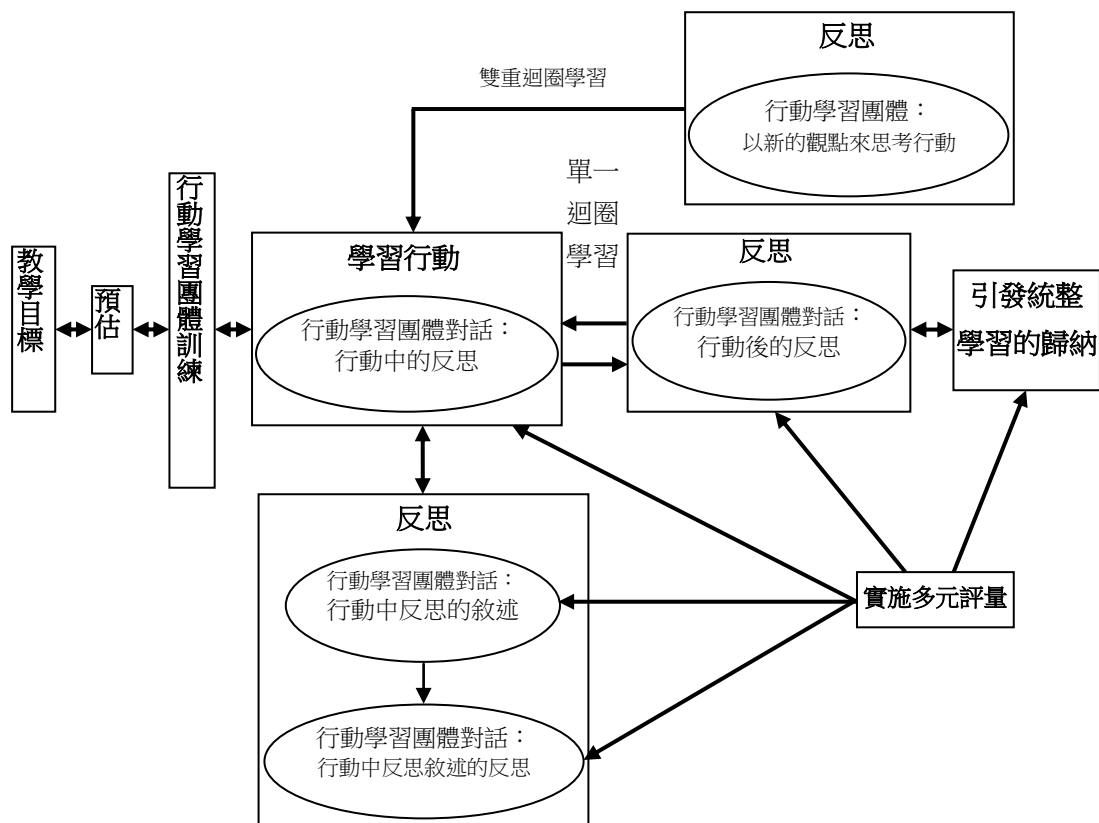 反思
雙重迴圈學習
行動學習團體：
以新的觀點來思考行動
單一
迴圈
學習
教學目標
預估
行動學習團體訓練
學習行動
行動學習團體對話：
行動中的反思
反思
行動學習團體對話：
行動後的反思
引發統整
學習的歸納
反思
行動學習團體對話：
行動中反思的敘述
行動學習團體對話：
行動中反思敘述的反思
實施多元評量